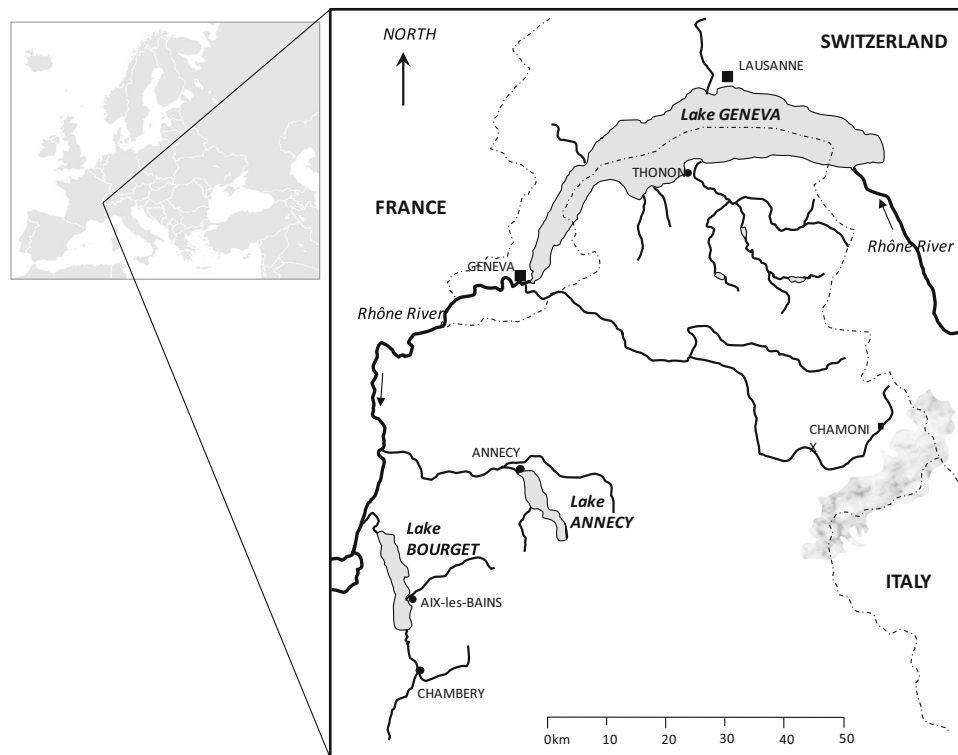 NORTH
SWITZERLAND
LAUSANNE
Lake GENEVA
THONON
FRANCE
Rhône River
GENEVA
Rhône River
CHAMONI
X
ANNECY
Lake
ANNECY
Lake
BOURGET
ITALY
AIX-les-BAINS
CHAMBERY
0km 10 20 30 40 50